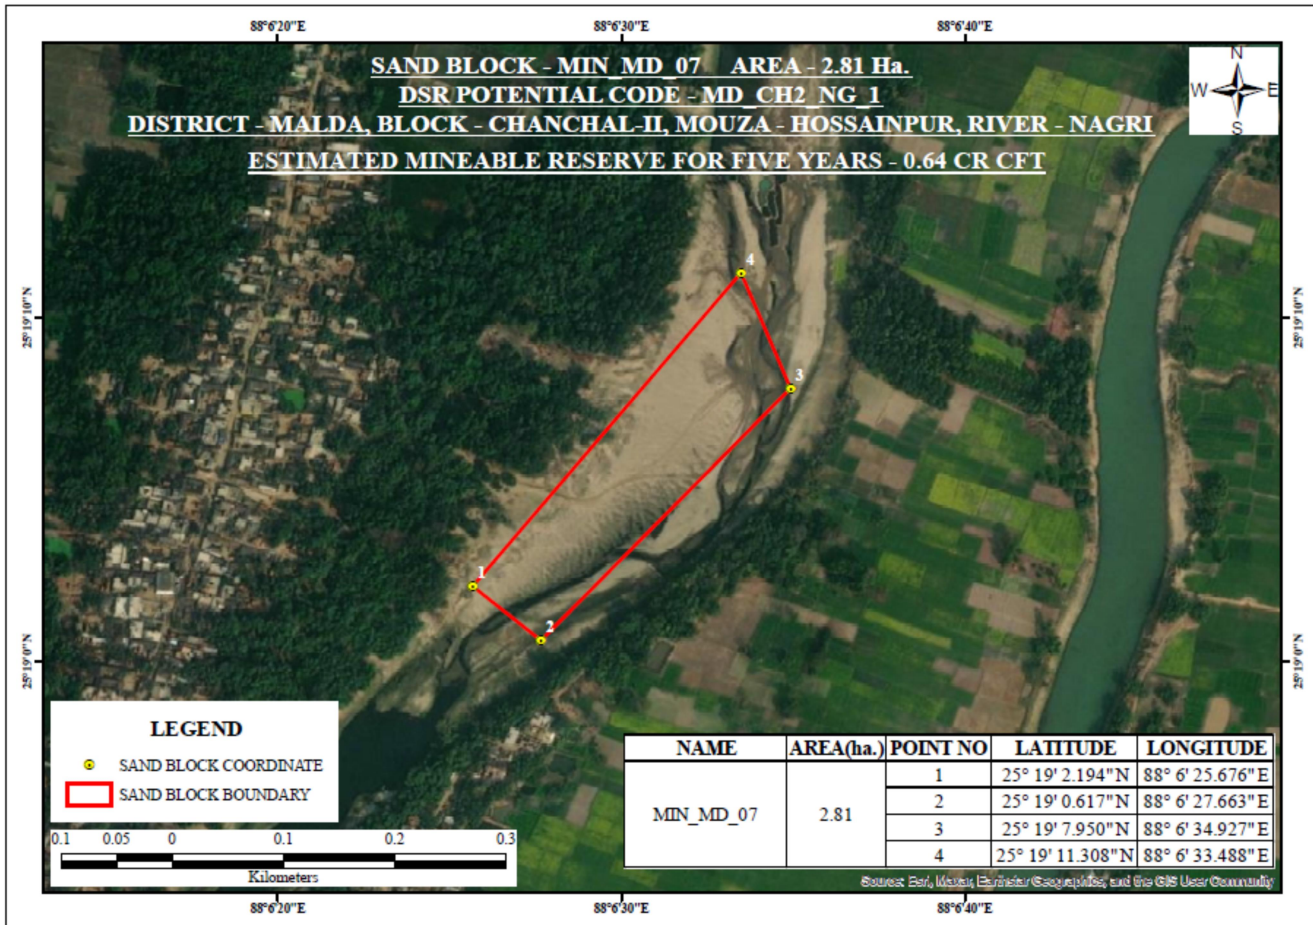 88°6'20"E 88°6'30"E 88°6'40"E
SAND BLOCK - MIN_MD_07 AREA - 2.81 Ha.
DSR POTENTIAL CODE - MD_CH2_NG_1
DISTRICT - MALDA, BLOCK - CHANCHAL-II, MOUZA - HOSSAINPUR, RIVER - NAGRI
ESTIMATED MINEABLE RESERVE FOR FIVE YEARS - 0.64 CR CFT
N
W E
S
4
25°19'10"N 25°19'10"N
3
1
2
25°19'0"N 25°19'0"N
LEGEND
SAND BLOCK COORDINATE
SAND BLOCK BOUNDARY
0.1 0.05 0 0.1 0.2 0.3
Kilometers
NAME AREA(ha.) POINT NO LATITUDE LONGITUDE
MIN_MD_07 2.81
1 25° 19' 2.194"N 88° 6' 25.676"E
2 25° 19' 0.617"N 88° 6' 27.663"E
3 25° 19' 7.950"N 88° 6' 34.927"E
4 25° 19' 11.308"N 88° 6' 33.488"E
Source: Esri, Maxar, Earthstar Geographics, and the GIS User Community
88°6'20"E 88°6'30"E 88°6'40"E